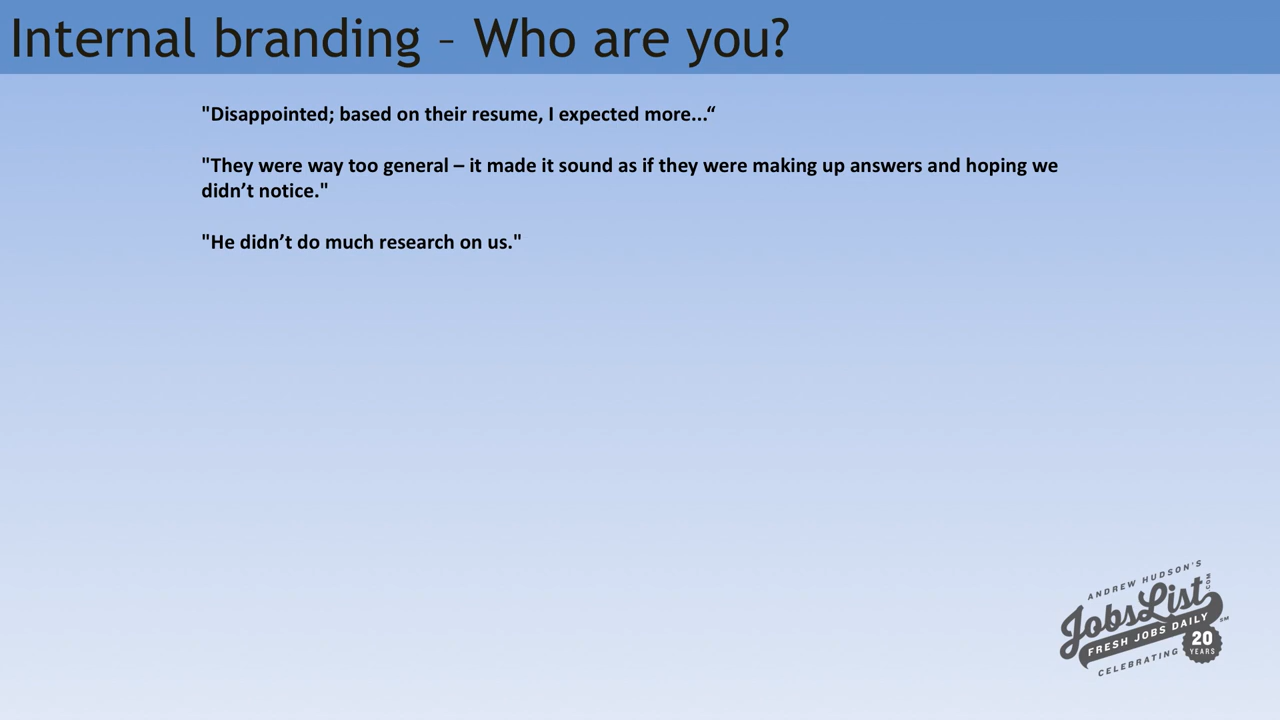 Internal branding – Who are you?
"Disappointed; based on their resume, I expected more...“
"They were way too general – it made it sound as if they were making up answers and hoping we
didn’t notice."
"He didn’t do much research on us."
ANDREW HUDSON'S
JobsList.COM
FRESH JOBS DAILY SM
CELEBRATING 20 YEARS